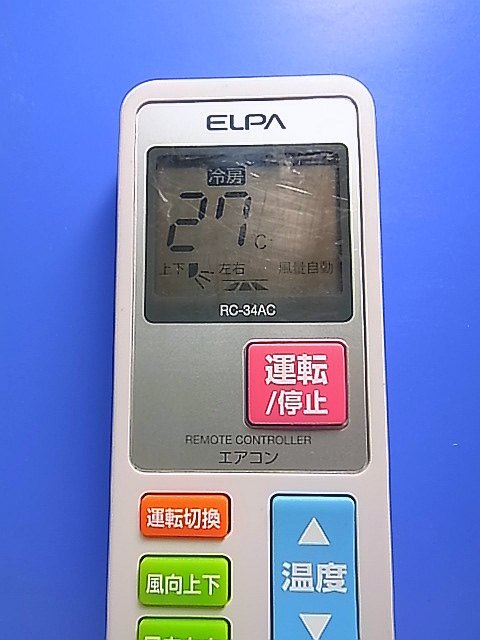 ELPA
冷房
27℃
上下 左右 風量自動
RC-34AC
運転
/停止
REMOTE CONTROLLER
エアコン
運転切換
風向上下
温度